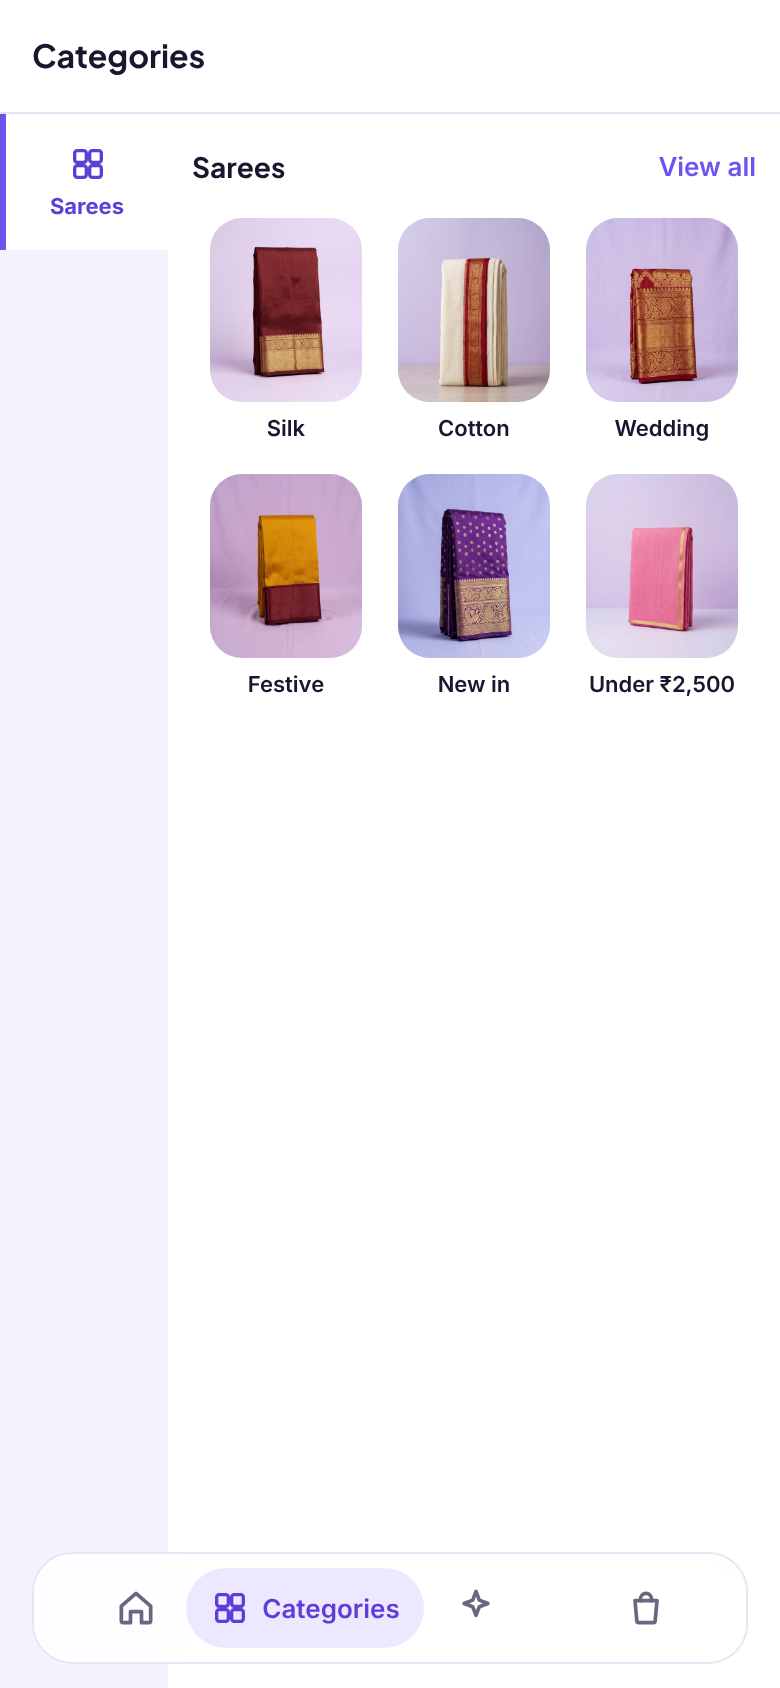 Categories
Sarees
Sarees
View all
Silk
Cotton
Wedding
Festive
New in
Under ₹2,500
Categories